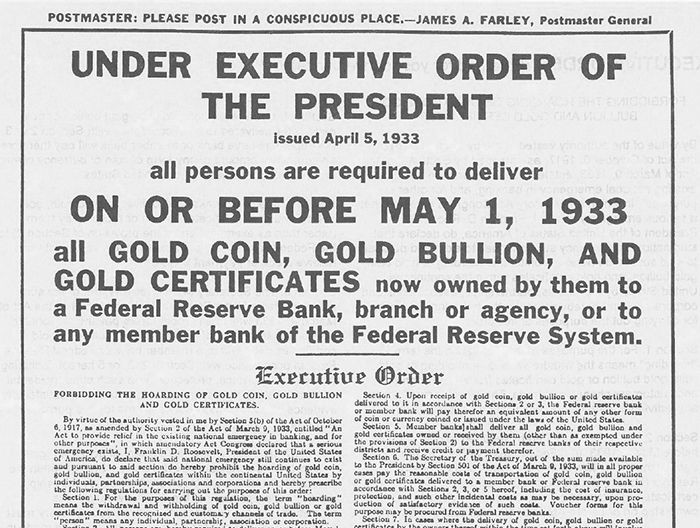 POSTMASTER: PLEASE POST IN A CONSPICUOUS PLACE.—JAMES A. FARLEY, Postmaster General
UNDER EXECUTIVE ORDER OF
THE PRESIDENT
issued April 5, 1933
all persons are required to deliver
ON OR BEFORE MAY 1, 1933
all GOLD COIN, GOLD BULLION, AND
GOLD CERTIFICATES now owned by them to
a Federal Reserve Bank, branch or agency, or to
any member bank of the Federal Reserve System.
Executive Order
FORBIDDING THE HOARDING OF GOLD COIN, GOLD BULLION
AND GOLD CERTIFICATES.
By virtue of the authority vested in me by Section 5(b) of the Act of October
6, 1917, as amended by Section 2 of the Act of March 9, 1933, entitled "An
Act to provide relief in the existing national emergency in banking, and for
other purposes", in which amendatory Act Congress declared that a serious
emergency exists, I, Franklin D. Roosevelt, President of the United States
of America, do declare that said national emergency still continues to exist
and pursuant to said section do hereby prohibit the hoarding of gold coin,
gold bullion, and gold certificates within the continental United States by
individuals, partnerships, associations and corporations and hereby prescribe
the following regulations for carrying out the purposes of this order:
Section 1. For the purposes of this regulation, the term "hoarding"
means the withdrawal and withholding of gold coin, gold bullion or gold
certificates from the recognized and customary channels of trade. The term
"person" means any individual, partnership, association or corporation.
Section 4. Upon receipt of gold coin, gold bullion or gold certificates
delivered to it in accordance with Sections 2 or 3, the Federal reserve bank
or member bank will pay therefor an equivalent amount of any other form
of coin or currency coined or issued under the laws of the United States.
Section 5. Member banks shall deliver all gold coin, gold bullion and
gold certificates owned or received by them (other than as exempted under
the provisions of Section 2) to the Federal reserve banks of their respective
districts and receive credit or payment therefor.
Section 6. The Secretary of the Treasury, out of the sum made available
to the President by Section 501 of the Act of March 9, 1933, will in all proper
cases pay the reasonable costs of transportation of gold coin, gold bullion
or gold certificates delivered to a member bank or Federal reserve bank in
accordance with Sections 2, 3, or 5 hereof, including the cost of insurance,
protection, and such other incidental costs as may be necessary, upon pro-
duction of satisfactory evidence of such costs. Voucher forms for this
purpose may be procured from Federal reserve banks.
Section 7. In cases where the delivery of gold coin, gold bullion or gold